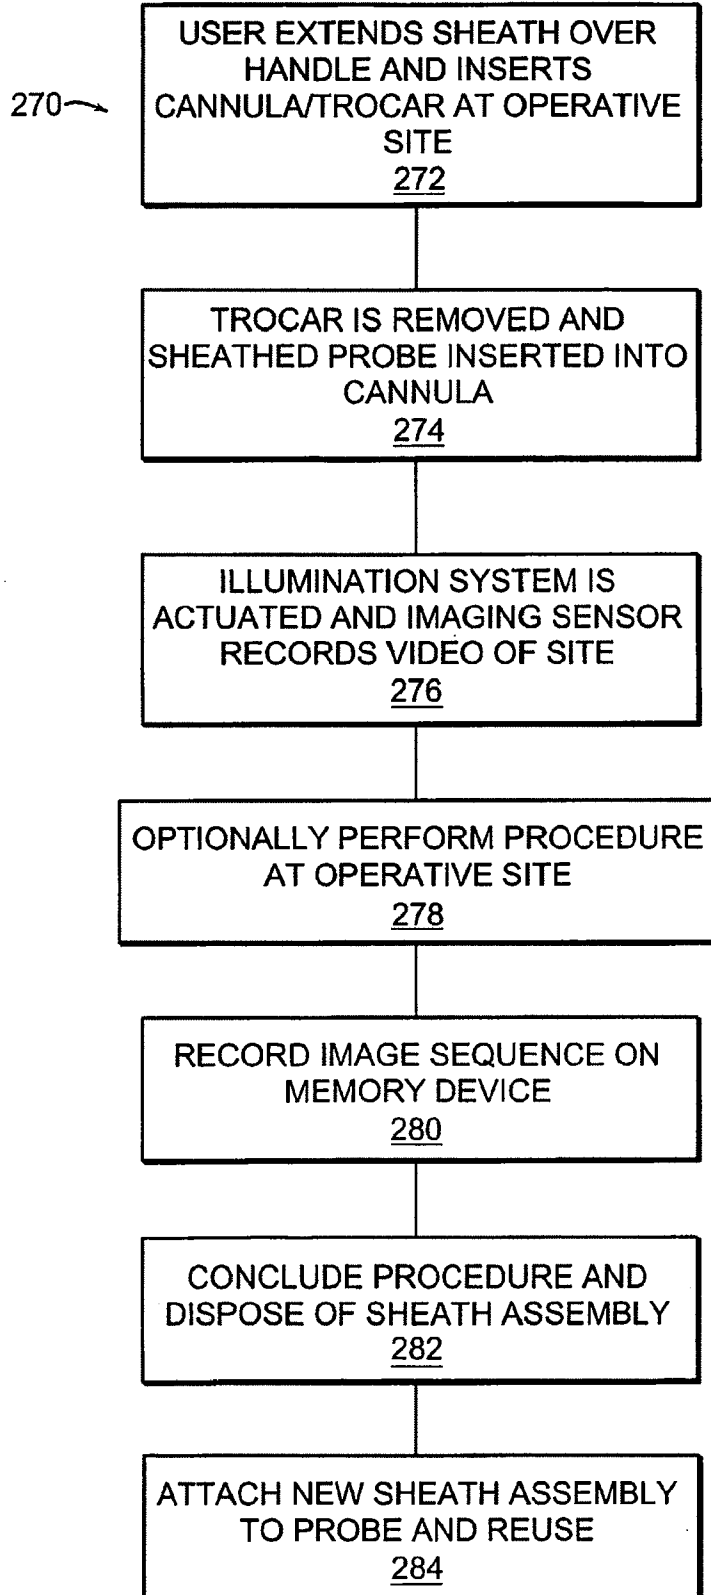 USER EXTENDS SHEATH OVER
HANDLE AND INSERTS
270
CANNULA/TROCAR AT OPERATIVE
SITE
272
TROCAR IS REMOVED AND
SHEATHED PROBE INSERTED INTO
CANNULA
274
ILLUMINATION SYSTEM IS
ACTUATED AND IMAGING SENSOR
RECORDS VIDEO OF SITE
276
OPTIONALLY PERFORM PROCEDURE
AT OPERATIVE SITE
278
RECORD IMAGE SEQUENCE ON
MEMORY DEVICE
280
CONCLUDE PROCEDURE AND
DISPOSE OF SHEATH ASSEMBLY
282
ATTACH NEW SHEATH ASSEMBLY
TO PROBE AND REUSE
284